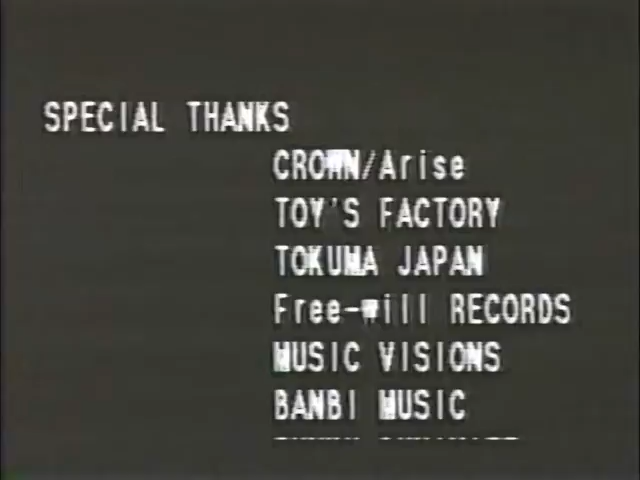 SPECIAL THANKS
CROWN/Arise
TOY'S FACTORY
TOKUMA JAPAN
Free-will RECORDS
MUSIC VISIONS
BANBI MUSIC